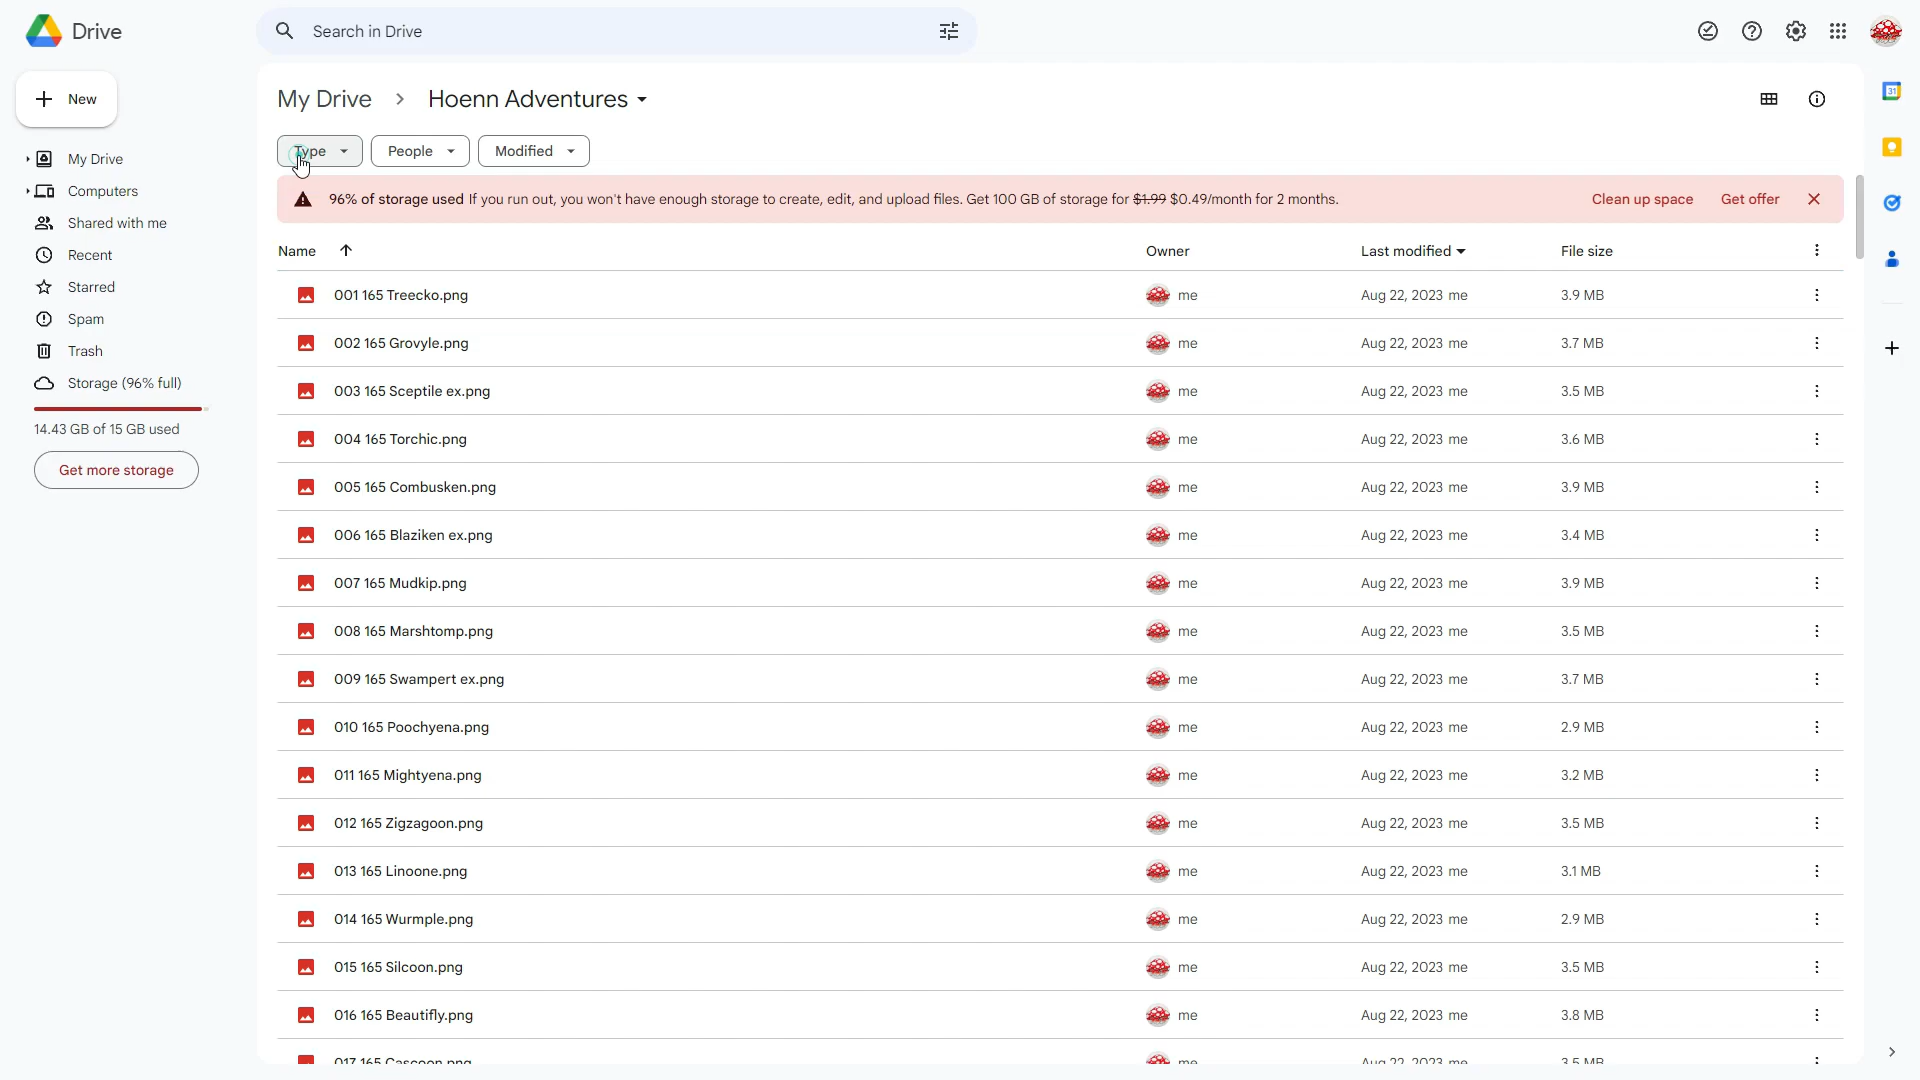 Drive
Search in Drive
New
My Drive
Computers
Shared with me
Recent
Starred
Spam
Trash
Storage (96% full)
14.43 GB of 15 GB used
Get more storage
My Drive > Hoenn Adventures
Type People Modified
96% of storage used If you run out, you won't have enough storage to create, edit, and upload files. Get 100 GB of storage for $1.99 $0.49/month for 2 months. Clean up space Get offer
Name Owner Last modified File size
001 165 Treecko.png me Aug 22, 2023 me 3.9 MB
002 165 Grovyle.png me Aug 22, 2023 me 3.7 MB
003 165 Sceptile ex.png me Aug 22, 2023 me 3.5 MB
004 165 Torchic.png me Aug 22, 2023 me 3.6 MB
005 165 Combusken.png me Aug 22, 2023 me 3.9 MB
006 165 Blaziken ex.png me Aug 22, 2023 me 3.4 MB
007 165 Mudkip.png me Aug 22, 2023 me 3.9 MB
008 165 Marshtomp.png me Aug 22, 2023 me 3.5 MB
009 165 Swampert ex.png me Aug 22, 2023 me 3.7 MB
010 165 Poochyena.png me Aug 22, 2023 me 2.9 MB
011 165 Mightyena.png me Aug 22, 2023 me 3.2 MB
012 165 Zigzagoon.png me Aug 22, 2023 me 3.5 MB
013 165 Linoone.png me Aug 22, 2023 me 3.1 MB
014 165 Wurmple.png me Aug 22, 2023 me 2.9 MB
015 165 Silcoon.png me Aug 22, 2023 me 3.5 MB
016 165 Beautifly.png me Aug 22, 2023 me 3.8 MB
017 165 Cascoon.png me Aug 22, 2023 me 3.5 MB
31